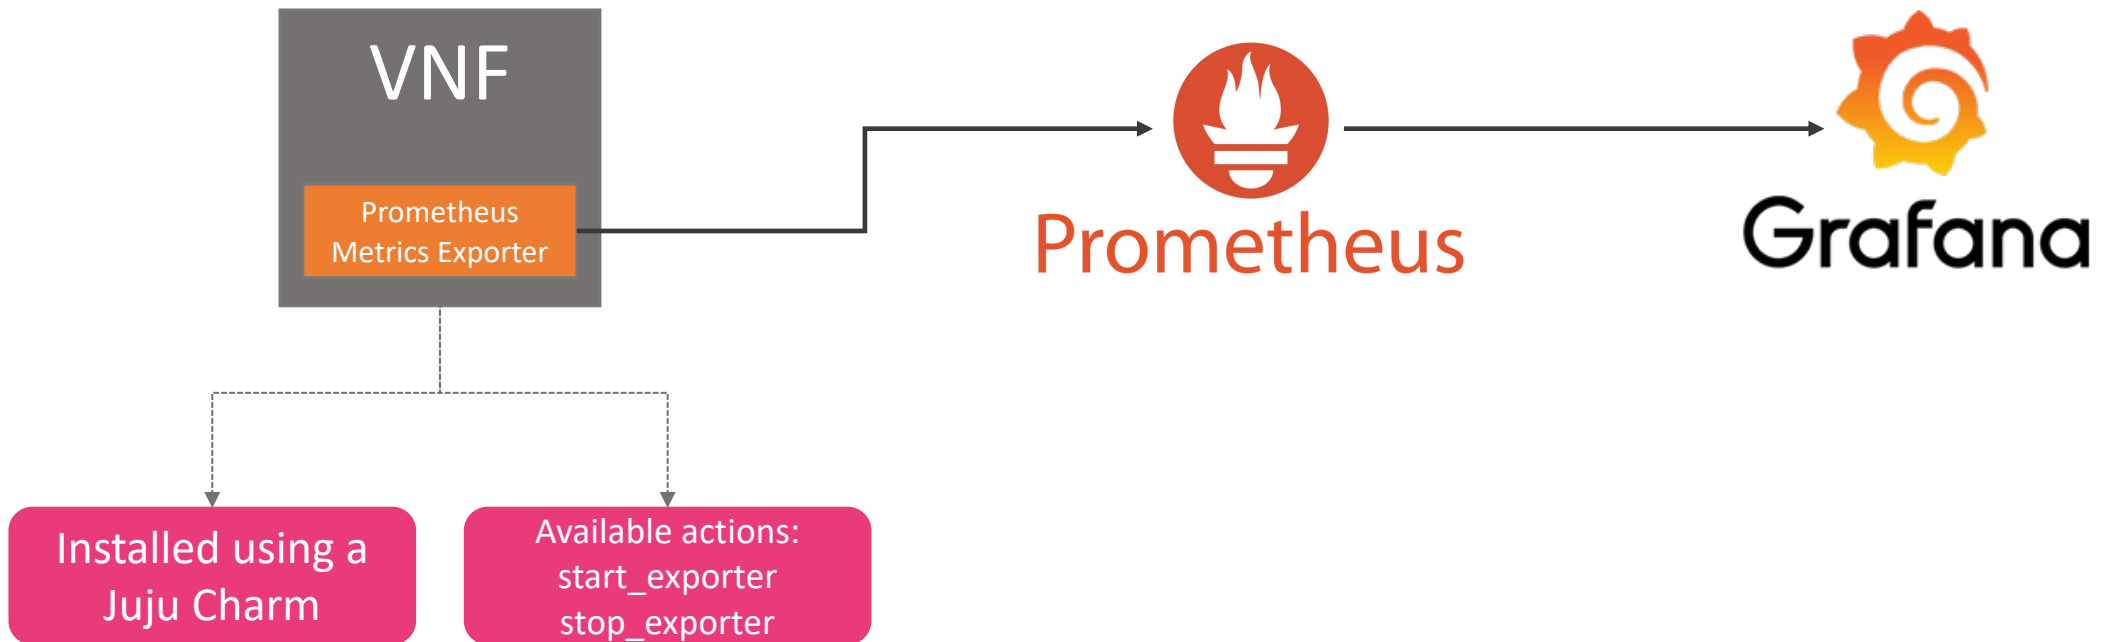 VNF
Prometheus
Metrics Exporter
Prometheus
Grafana
Installed using a
Juju Charm
Available actions:
start_exporter
stop_exporter